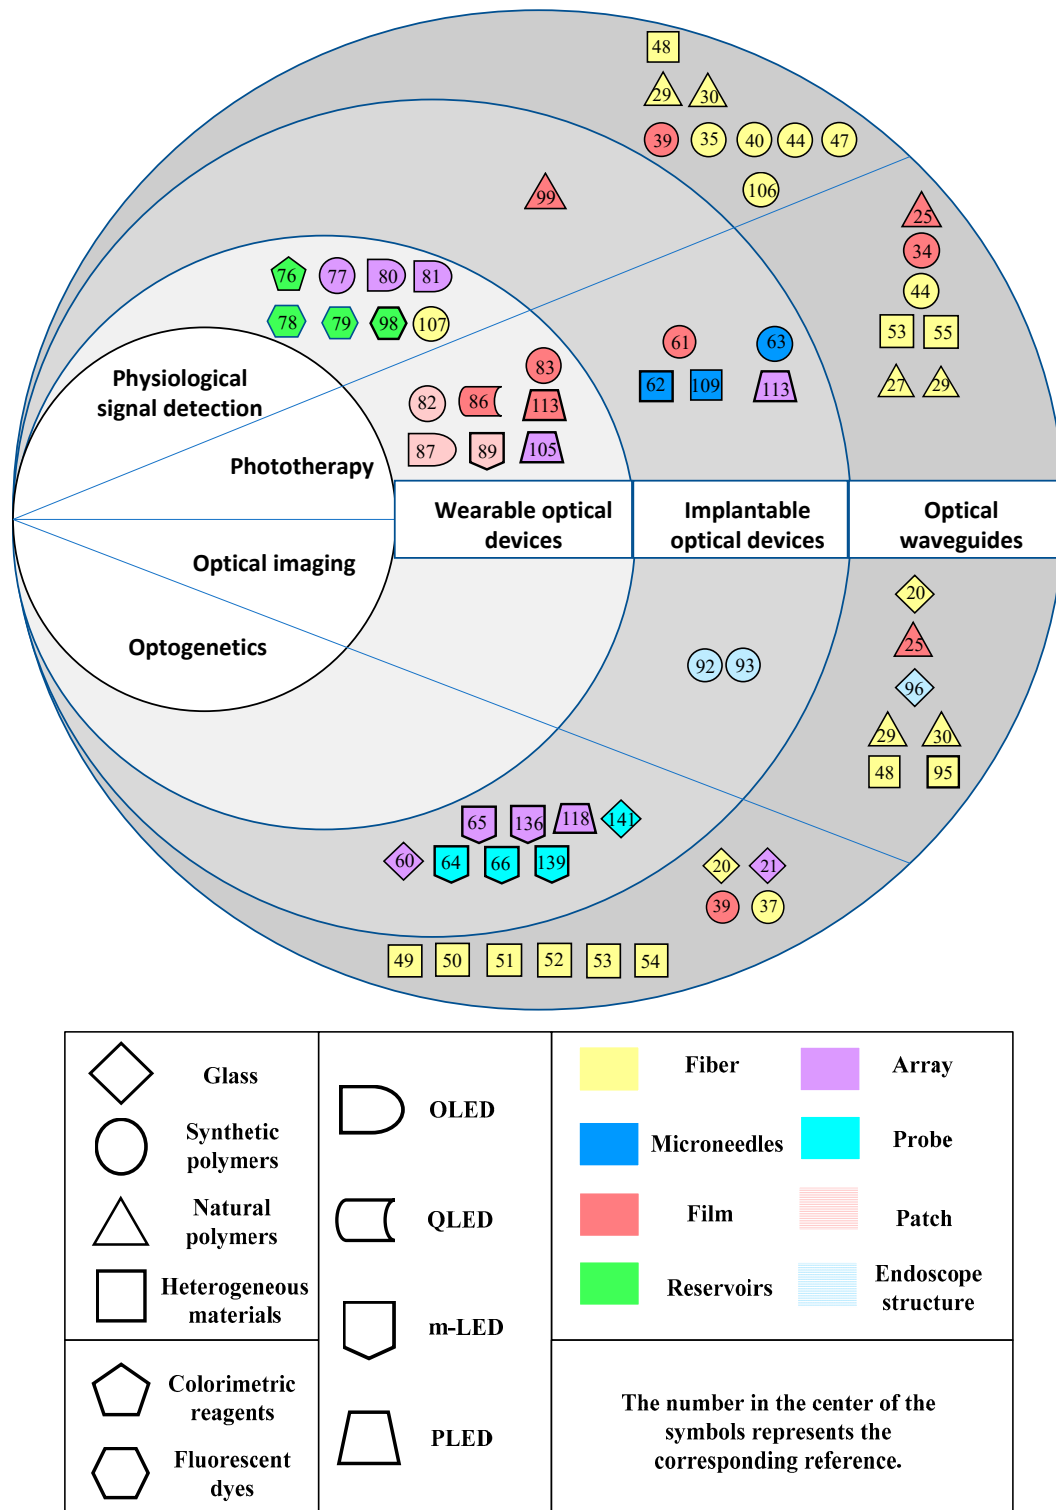 48
29 30
39 35 40 44 47
106
99
25
34
44
53 55
27 29
76 77 80 81
78 79 98 107
61 63
62 109 113
83
82 86 113
87 89 105
Physiological
signal detection
Phototherapy
Optical imaging
Optogenetics
Wearable optical
devices
Implantable
optical devices
Optical
waveguides
20
25
96
29 30
48 95
92 93
65 136 118 141
60 64 66 139
20 21
39 37
49 50 51 52 53 54
Glass
Synthetic
polymers
Natural
polymers
Heterogeneous
materials
Colorimetric
reagents
Fluorescent
dyes
OLED
QLED
m-LED
PLED
Fiber
Array
Microneedles
Probe
Film
Patch
Reservoirs
Endoscope
structure
The number in the center of the
symbols represents the
corresponding reference.